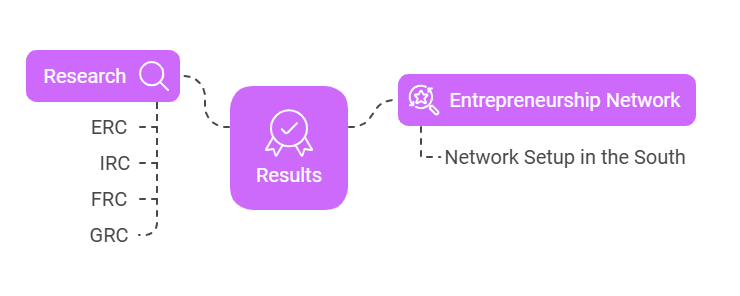 Research
ERC
IRC
FRC
GRC
Results
Entrepreneurship Network
Network Setup in the South